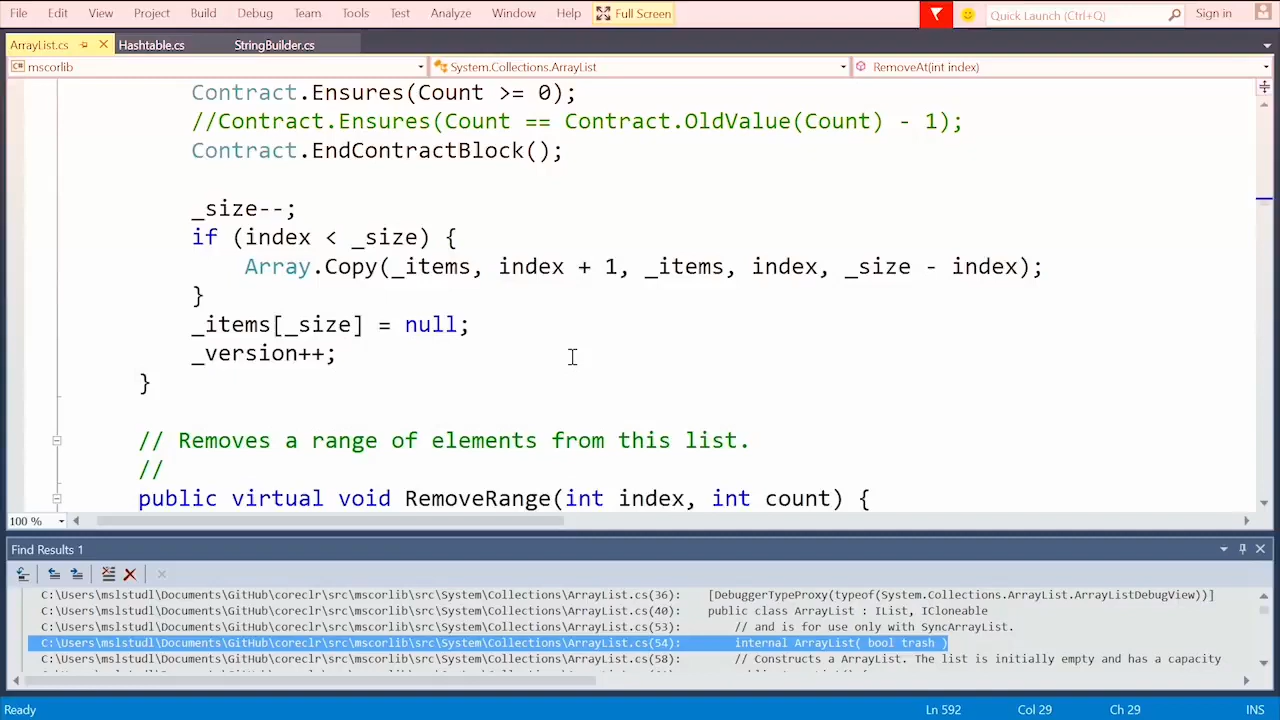 File Edit View Project Build Debug Team Tools Test Analyze Window Help Full Screen Quick Launch (Ctrl+Q) Sign in
ArrayList.cs Hashtable.cs StringBuilder.cs
mscorlib System.Collections.ArrayList RemoveAt(int index)
Contract.Ensures(Count >= 0);
//Contract.Ensures(Count == Contract.OldValue(Count) - 1);
Contract.EndContractBlock();
_size--;
if (index < _size) {
Array.Copy(_items, index + 1, _items, index, _size - index);
}
_items[_size] = null;
_version++;
}
// Removes a range of elements from this list.
//
public virtual void RemoveRange(int index, int count) {
100 %
Find Results 1
C:\Users\mslstudl\Documents\GitHub\coreclr\src\mscorlib\src\System\Collections\ArrayList.cs(36): [DebuggerTypeProxy(typeof(System.Collections.ArrayList.ArrayListDebugView))]
C:\Users\mslstudl\Documents\GitHub\coreclr\src\mscorlib\src\System\Collections\ArrayList.cs(40): public class ArrayList : IList, ICloneable
C:\Users\mslstudl\Documents\GitHub\coreclr\src\mscorlib\src\System\Collections\ArrayList.cs(53): // and is for use only with SyncArrayList.
C:\Users\mslstudl\Documents\GitHub\coreclr\src\mscorlib\src\System\Collections\ArrayList.cs(54): internal ArrayList( bool trash )
C:\Users\mslstudl\Documents\GitHub\coreclr\src\mscorlib\src\System\Collections\ArrayList.cs(58): // Constructs a ArrayList. The list is initially empty and has a capacity
Ready Ln 592 Col 29 Ch 29 INS